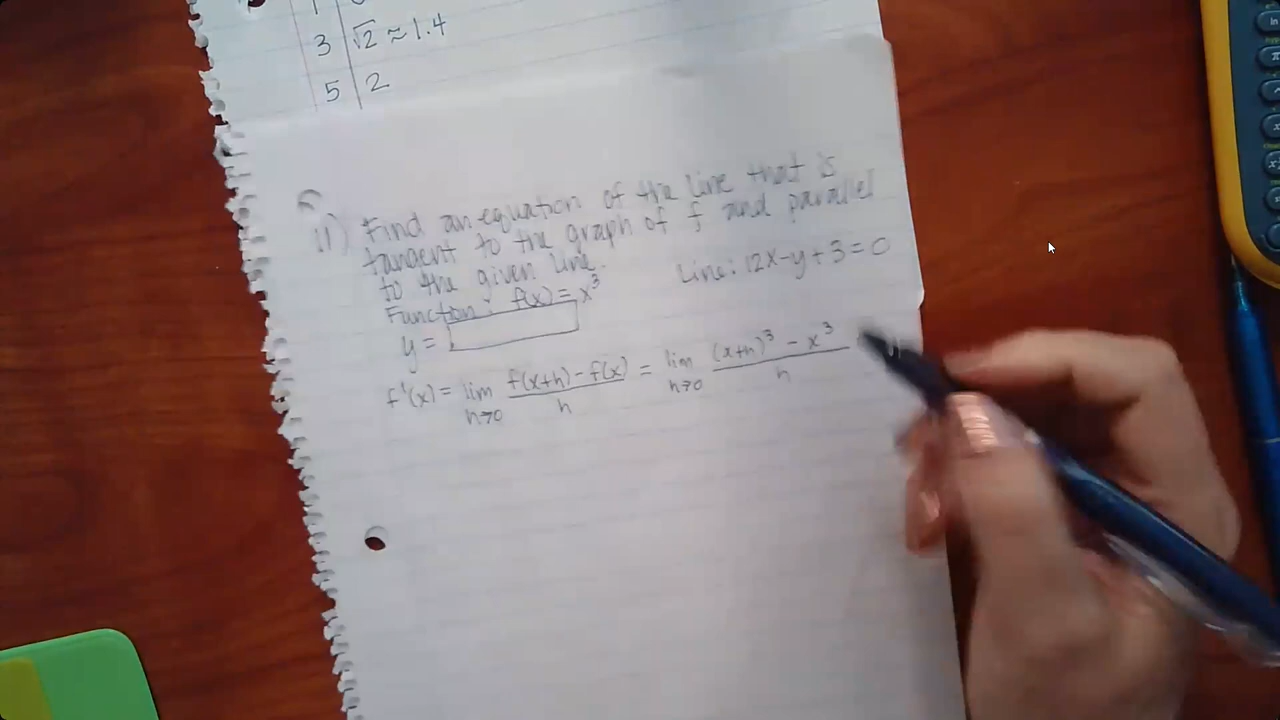 3 √2 ≈ 1.4
5 2
11) Find an equation of the line that is
tangent to the graph of f and parallel
to the given line.
Function: f(x) = x³ Line: 12x-y+3=0
y =
f'(x) = lim h→0 f(x+h)-f(x) / h = lim h→0 (x+h)³ - x³ / h